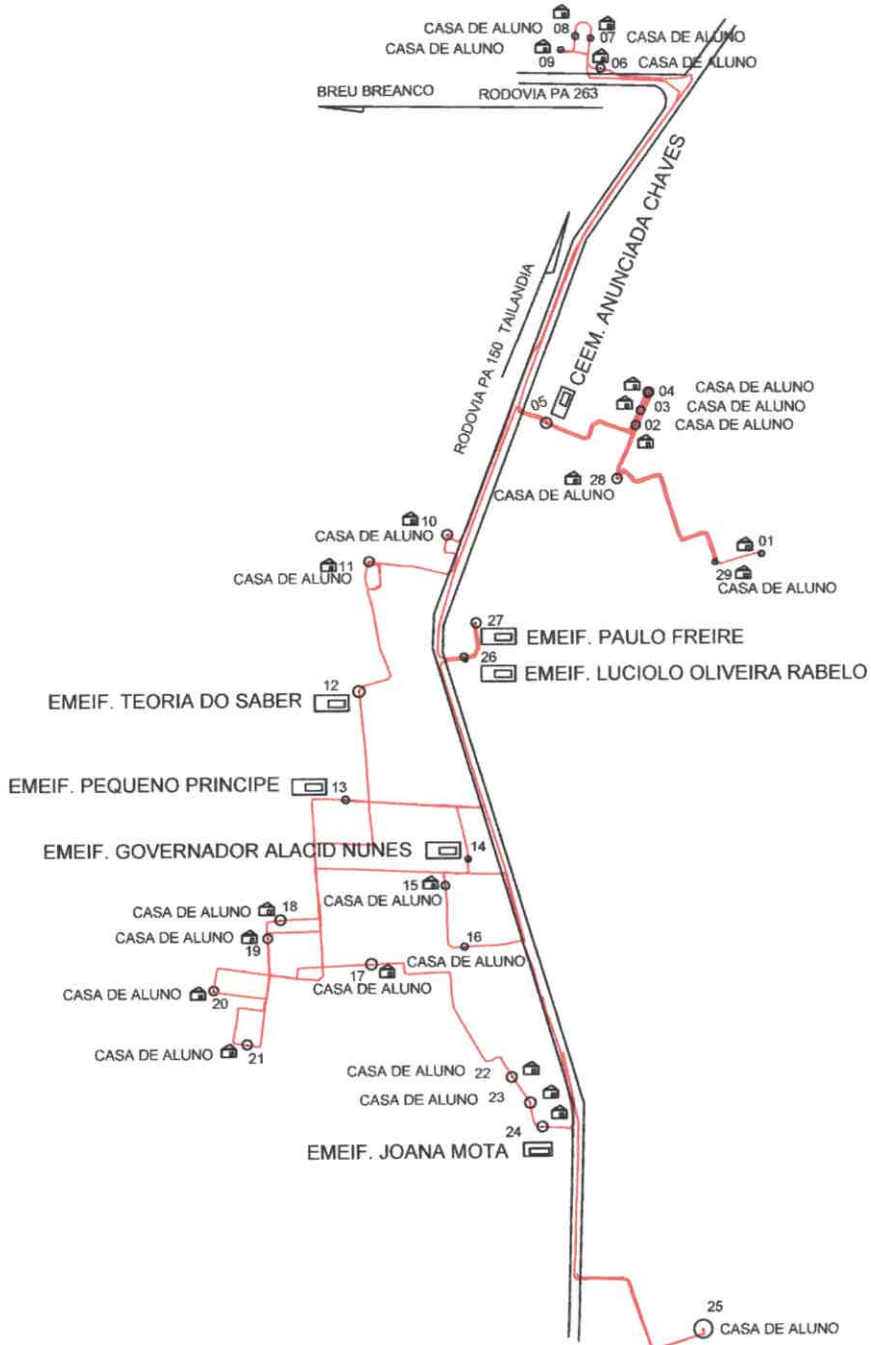 CASA DE ALUNO 08
07 CASA DE ALUNO
CASA DE ALUNO 09
06 CASA DE ALUNO
BREU BREANCO
RODOVIA PA 263
CEEM. ANUNCIADA CHAVES
RODOVIA PA 150 TAILANDIA
04 CASA DE ALUNO
03 CASA DE ALUNO
02 CASA DE ALUNO
05
28
CASA DE ALUNO
01
29
CASA DE ALUNO
10
CASA DE ALUNO
11
CASA DE ALUNO
27
EMEIF. PAULO FREIRE
26
EMEIF. LUCIOLO OLIVEIRA RABELO
12
EMEIF. TEORIA DO SABER
EMEIF. PEQUENO PRINCIPE 13
EMEIF. GOVERNADOR ALACID NUNES 14
15
CASA DE ALUNO
CASA DE ALUNO 18
CASA DE ALUNO 19
16
CASA DE ALUNO
17
CASA DE ALUNO
CASA DE ALUNO 20
CASA DE ALUNO 21
CASA DE ALUNO 22
CASA DE ALUNO 23
24
EMEIF. JOANA MOTA
25
CASA DE ALUNO